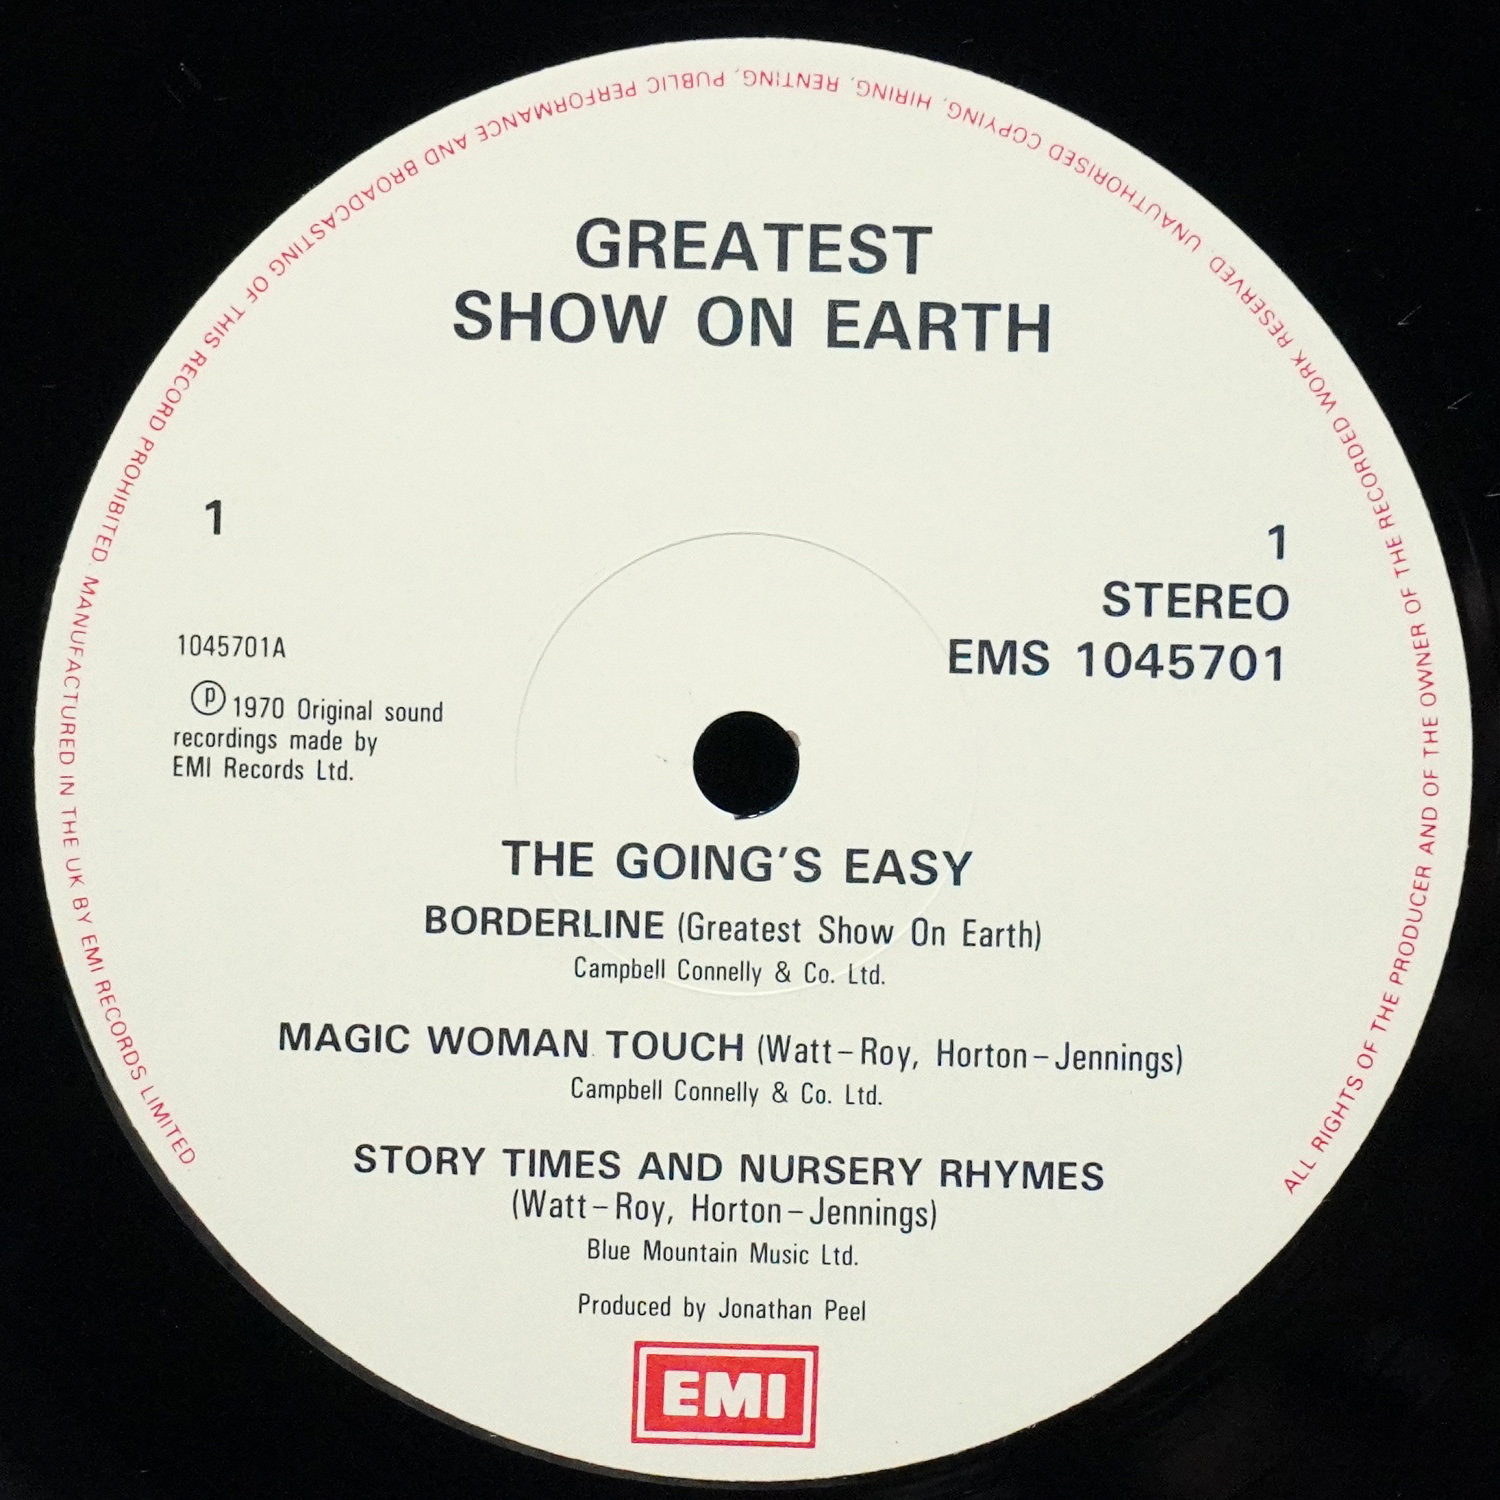 GREATEST
SHOW ON EARTH
1
1
STEREO
EMS 1045701
1045701A
Ⓟ 1970 Original sound
recordings made by
EMI Records Ltd.
THE GOING'S EASY
BORDERLINE (Greatest Show On Earth)
Campbell Connelly & Co. Ltd.
MAGIC WOMAN TOUCH (Watt–Roy, Horton–Jennings)
Campbell Connelly & Co. Ltd.
STORY TIMES AND NURSERY RHYMES
(Watt–Roy, Horton–Jennings)
Blue Mountain Music Ltd.
Produced by Jonathan Peel
EMI
ALL RIGHTS OF THE PRODUCER AND OF THE OWNER OF THE RECORDED WORK RESERVED. UNAUTHORISED COPYING, HIRING, RENTING, PUBLIC PERFORMANCE AND BROADCASTING OF THIS RECORD PROHIBITED. MANUFACTURED IN THE UK BY EMI RECORDS LIMITED.